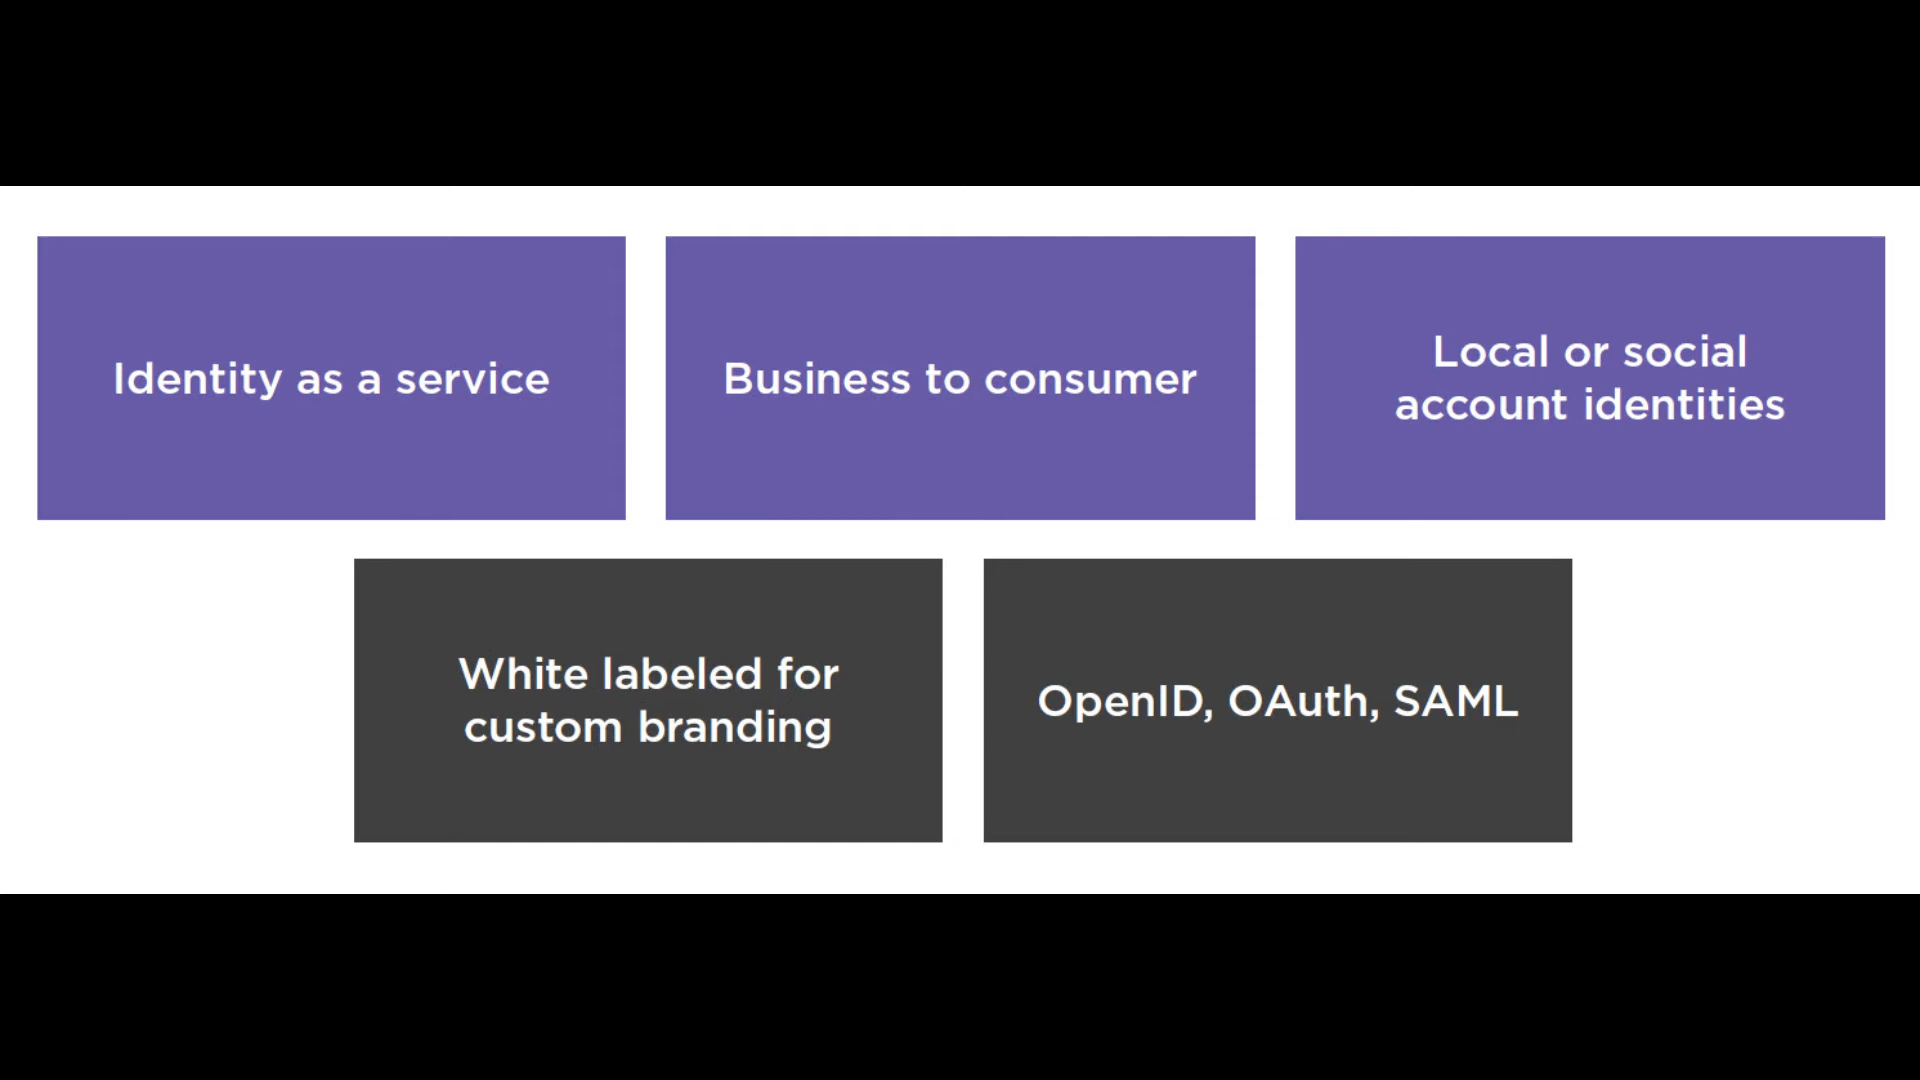 Identity as a service
Business to consumer
Local or social
account identities
White labeled for
custom branding
OpenID, OAuth, SAML